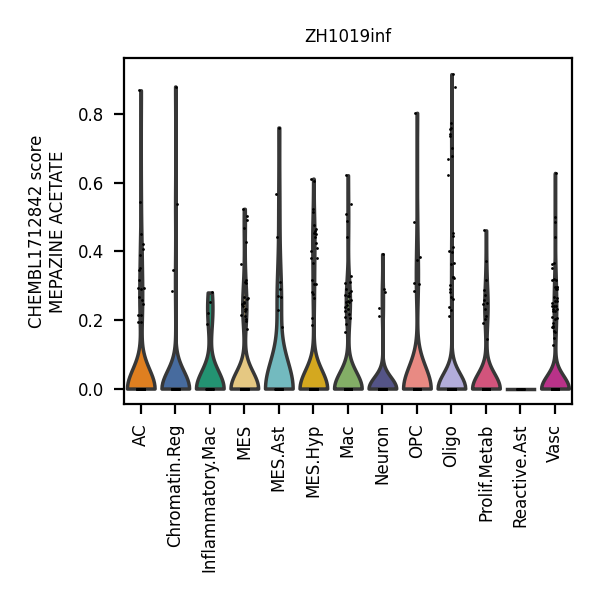 ZH1019inf
CHEMBL1712842 score
MEPAZINE ACETATE
0.8
0.6
0.4
0.2
0.0
AC
Chromatin.Reg
Inflammatory.Mac
MES
MES.Ast
MES.Hyp
Mac
Neuron
OPC
Oligo
Prolif.Metab
Reactive.Ast
Vasc